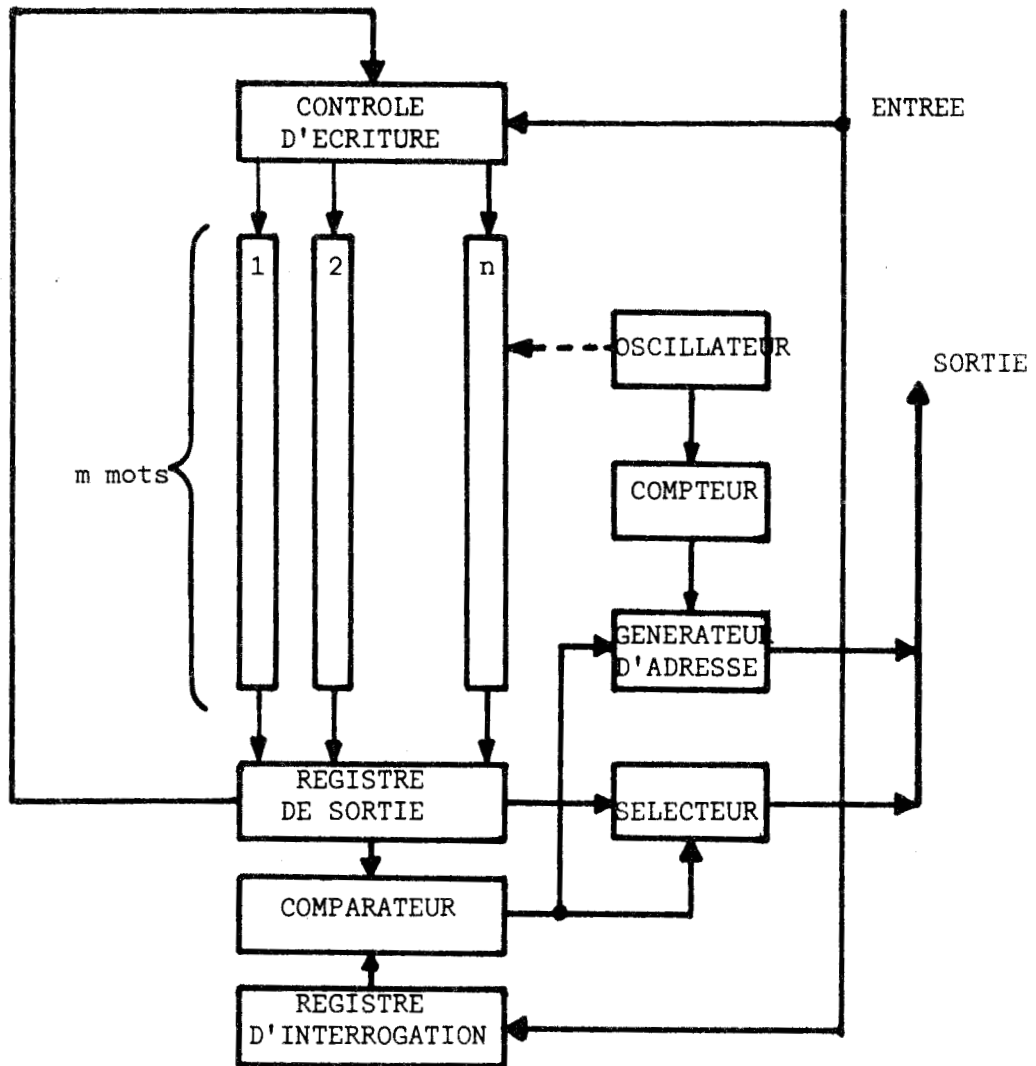 CONTROLE
D'ECRITURE
ENTREE
1
2
n
OSCILLATEUR
SORTIE
m mots
COMPTEUR
GENERATEUR
D'ADRESSE
REGISTRE
DE SORTIE
SELECTEUR
COMPARATEUR
REGISTRE
D'INTERROGATION